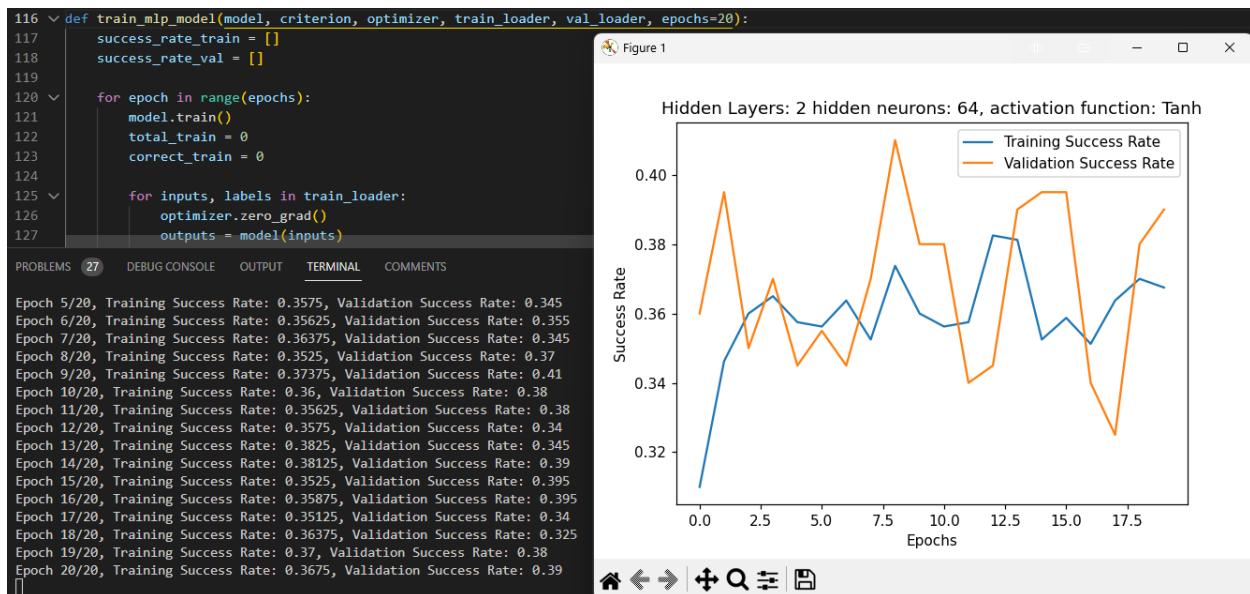 116 def train_mlp_model(model, criterion, optimizer, train_loader, val_loader, epochs=20):
117 success_rate_train = []
118 success_rate_val = []
119
120 for epoch in range(epochs):
121 model.train()
122 total_train = 0
123 correct_train = 0
124
125 for inputs, labels in train_loader:
126 optimizer.zero_grad()
127 outputs = model(inputs)
PROBLEMS 27 DEBUG CONSOLE OUTPUT TERMINAL COMMENTS
Epoch 5/20, Training Success Rate: 0.3575, Validation Success Rate: 0.345
Epoch 6/20, Training Success Rate: 0.35625, Validation Success Rate: 0.355
Epoch 7/20, Training Success Rate: 0.36375, Validation Success Rate: 0.345
Epoch 8/20, Training Success Rate: 0.3525, Validation Success Rate: 0.37
Epoch 9/20, Training Success Rate: 0.37375, Validation Success Rate: 0.41
Epoch 10/20, Training Success Rate: 0.36, Validation Success Rate: 0.38
Epoch 11/20, Training Success Rate: 0.35625, Validation Success Rate: 0.38
Epoch 12/20, Training Success Rate: 0.3575, Validation Success Rate: 0.34
Epoch 13/20, Training Success Rate: 0.3825, Validation Success Rate: 0.345
Epoch 14/20, Training Success Rate: 0.38125, Validation Success Rate: 0.39
Epoch 15/20, Training Success Rate: 0.3525, Validation Success Rate: 0.395
Epoch 16/20, Training Success Rate: 0.35875, Validation Success Rate: 0.395
Epoch 17/20, Training Success Rate: 0.35125, Validation Success Rate: 0.34
Epoch 18/20, Training Success Rate: 0.36375, Validation Success Rate: 0.325
Epoch 19/20, Training Success Rate: 0.37, Validation Success Rate: 0.38
Epoch 20/20, Training Success Rate: 0.3675, Validation Success Rate: 0.39
Figure 1
Hidden Layers: 2 hidden neurons: 64, activation function: Tanh
Training Success Rate
Validation Success Rate
Success Rate
0.40
0.38
0.36
0.34
0.32
0.0 2.5 5.0 7.5 10.0 12.5 15.0 17.5
Epochs